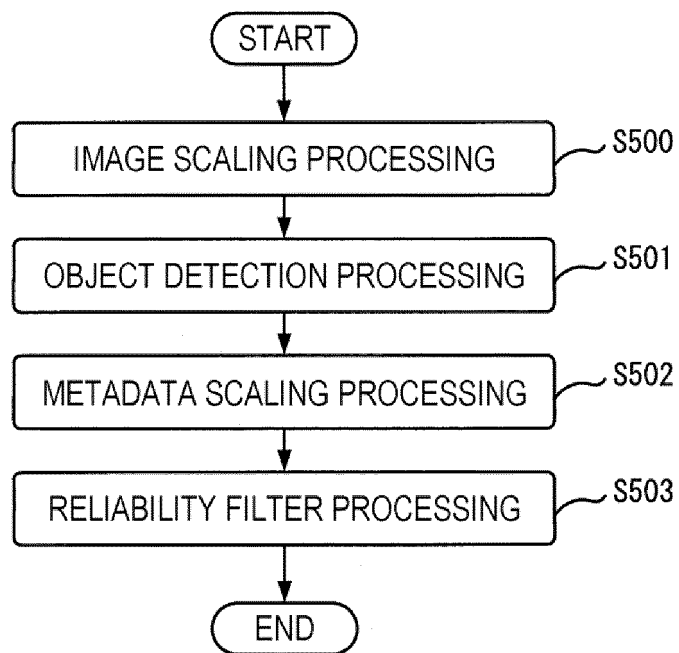 START
IMAGE SCALING PROCESSING
S500
OBJECT DETECTION PROCESSING
S501
METADATA SCALING PROCESSING
S502
RELIABILITY FILTER PROCESSING
S503
END